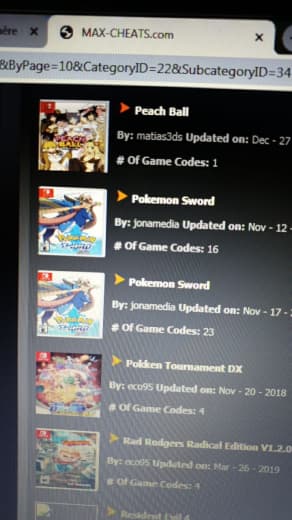 ère
MAX-CHEATS.com
&ByPage=10&CategoryID=22&SubcategoryID=34
Peach Ball
By: matias3ds Updated on: Dec - 27
# Of Game Codes: 1
Pokemon Sword
By: jonamedia Updated on: Nov - 12 -
# Of Game Codes: 16
Pokemon Sword
By: jonamedia Updated on: Nov - 17 - 2
# Of Game Codes: 23
Pokken Tournament DX
By: eco95 Updated on: Nov - 20 - 2018
# Of Game Codes: 4
Rad Rodgers Radical Edition V1.2.0
By: eco95 Updated on: Mar - 26 - 2019
# Of Game Codes: 4
Resident Evil 4